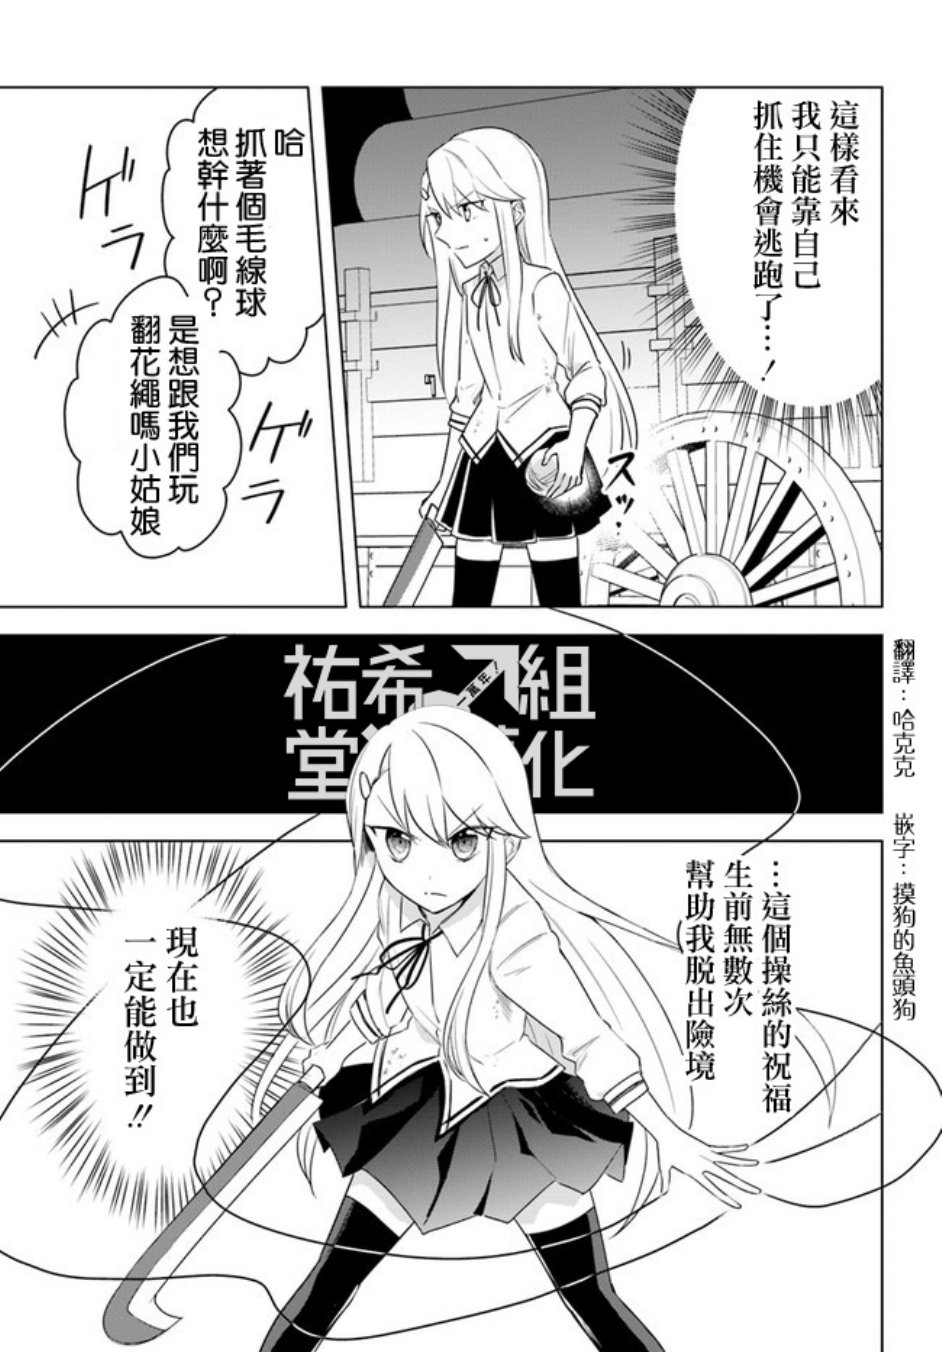 這樣看來
我只能靠自己
抓住機會逃跑了…！
ス…
哈
抓著個毛線球
想幹什麼啊？
是想跟我們玩
翻花繩嗎小姑娘
ゲラ
ゲラ
祐希
組
堂
化
一萬年！
…這個操絲的祝福
生前無數次
幫助我脫出險境
現在也
一定能做到！！
翻譯：哈克克
嵌字：摸狗的魚頭狗